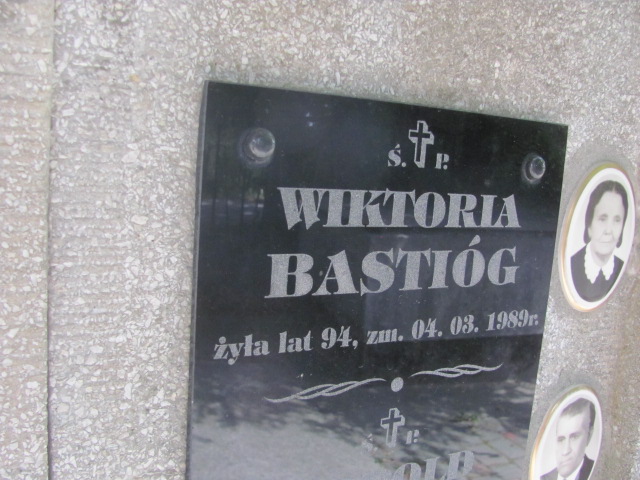 ś. P.
WIKTORIA
BASTIÓG
żyła lat 94, zm. 04. 03. 1989r.
ś. P.